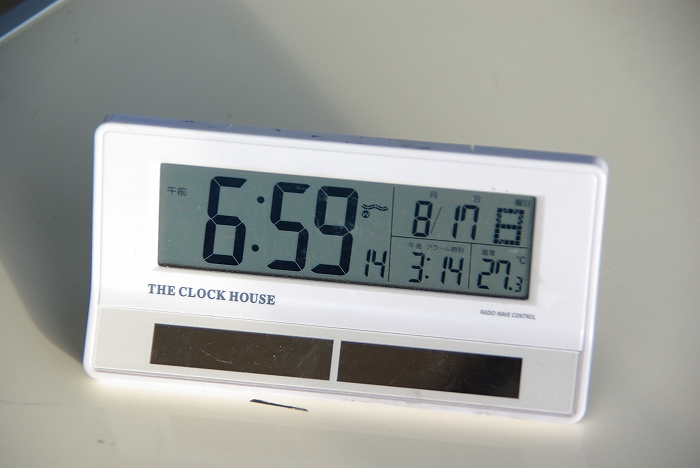 午前 6:59 14
月 日 曜日
8/17 日
午後 アラーム時刻 温度
3:14 27.3 ℃
THE CLOCK HOUSE
RADIO WAVE CONTROL